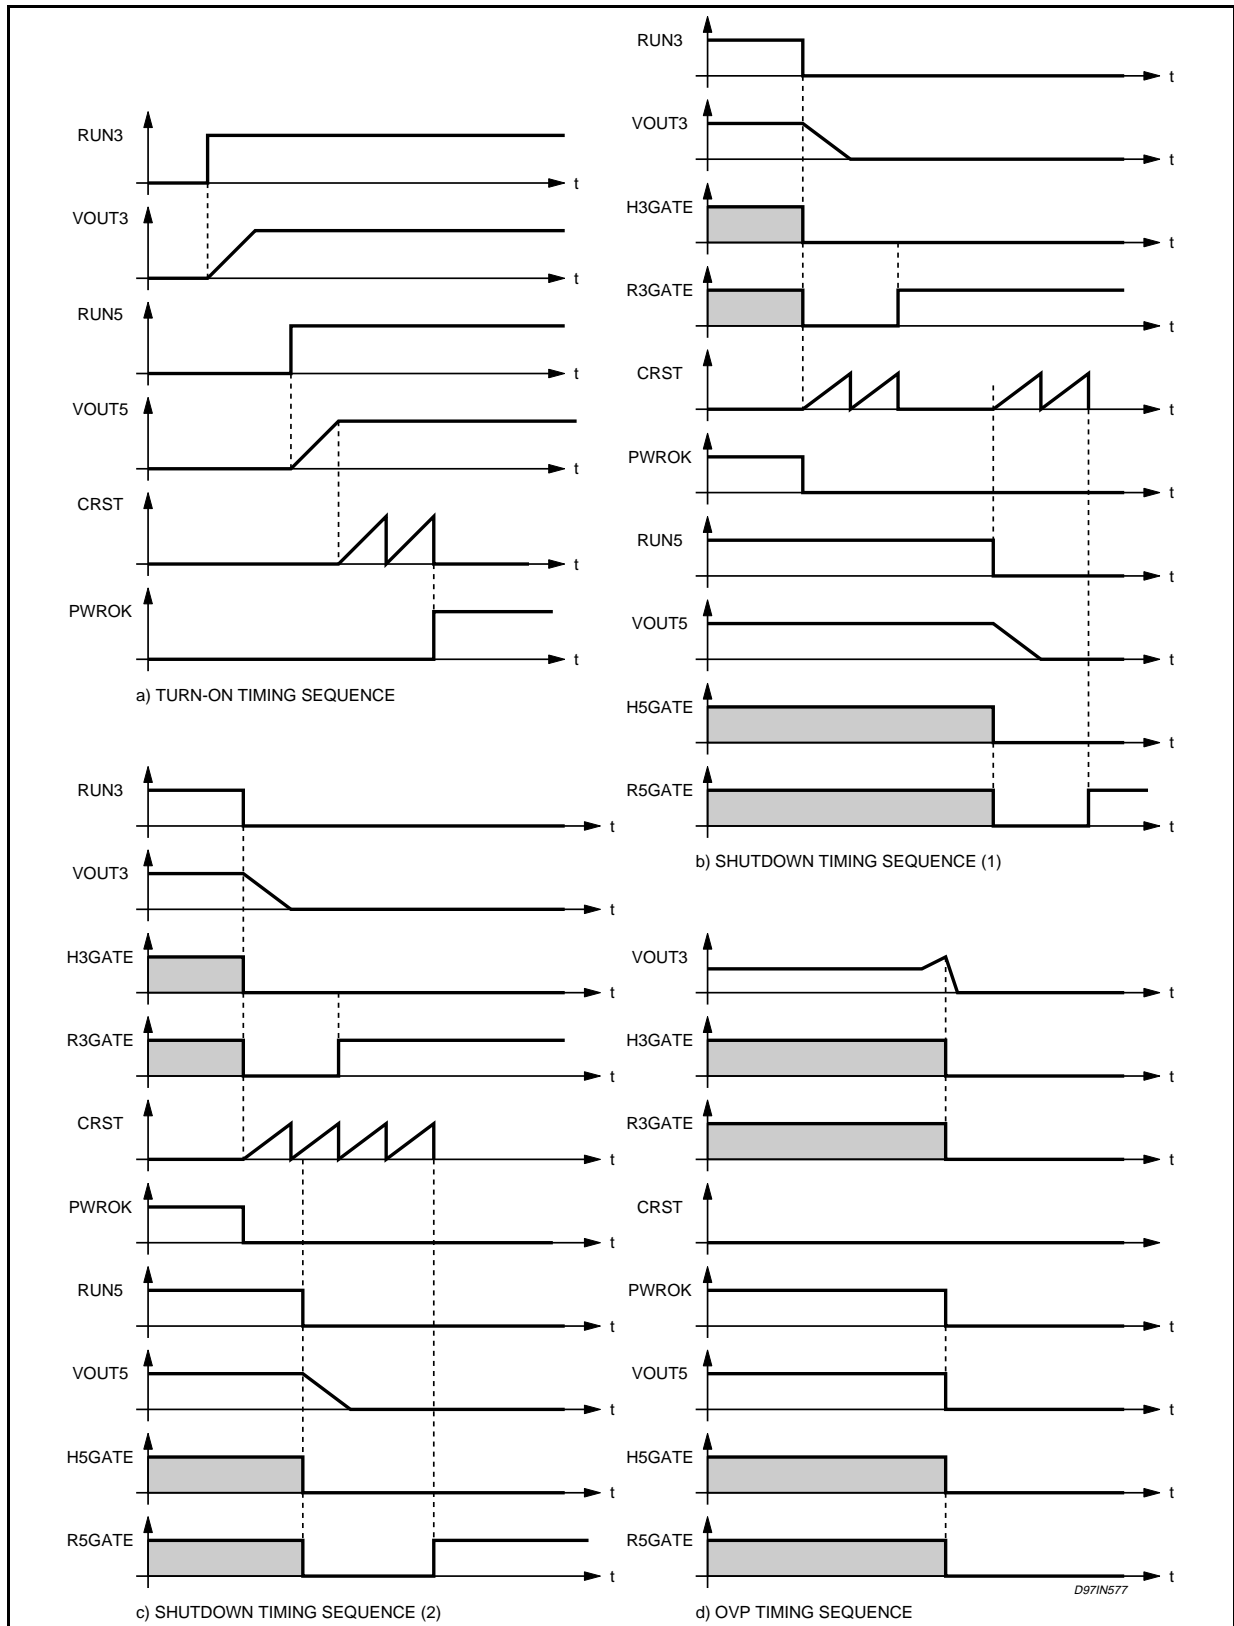 RUN3
t
VOUT3
t
RUN5
t
VOUT5
t
CRST
t
PWROK
t
a) TURN-ON TIMING SEQUENCE
RUN3
t
VOUT3
t
H3GATE
t
R3GATE
t
CRST
t
PWROK
t
RUN5
t
VOUT5
t
H5GATE
t
R5GATE
t
b) SHUTDOWN TIMING SEQUENCE (1)
RUN3
t
VOUT3
t
H3GATE
t
R3GATE
t
CRST
t
PWROK
t
RUN5
t
VOUT5
t
H5GATE
t
R5GATE
t
c) SHUTDOWN TIMING SEQUENCE (2)
VOUT3
t
H3GATE
t
R3GATE
t
CRST
PWROK
t
VOUT5
t
H5GATE
t
R5GATE
t
D97IN577
d) OVP TIMING SEQUENCE